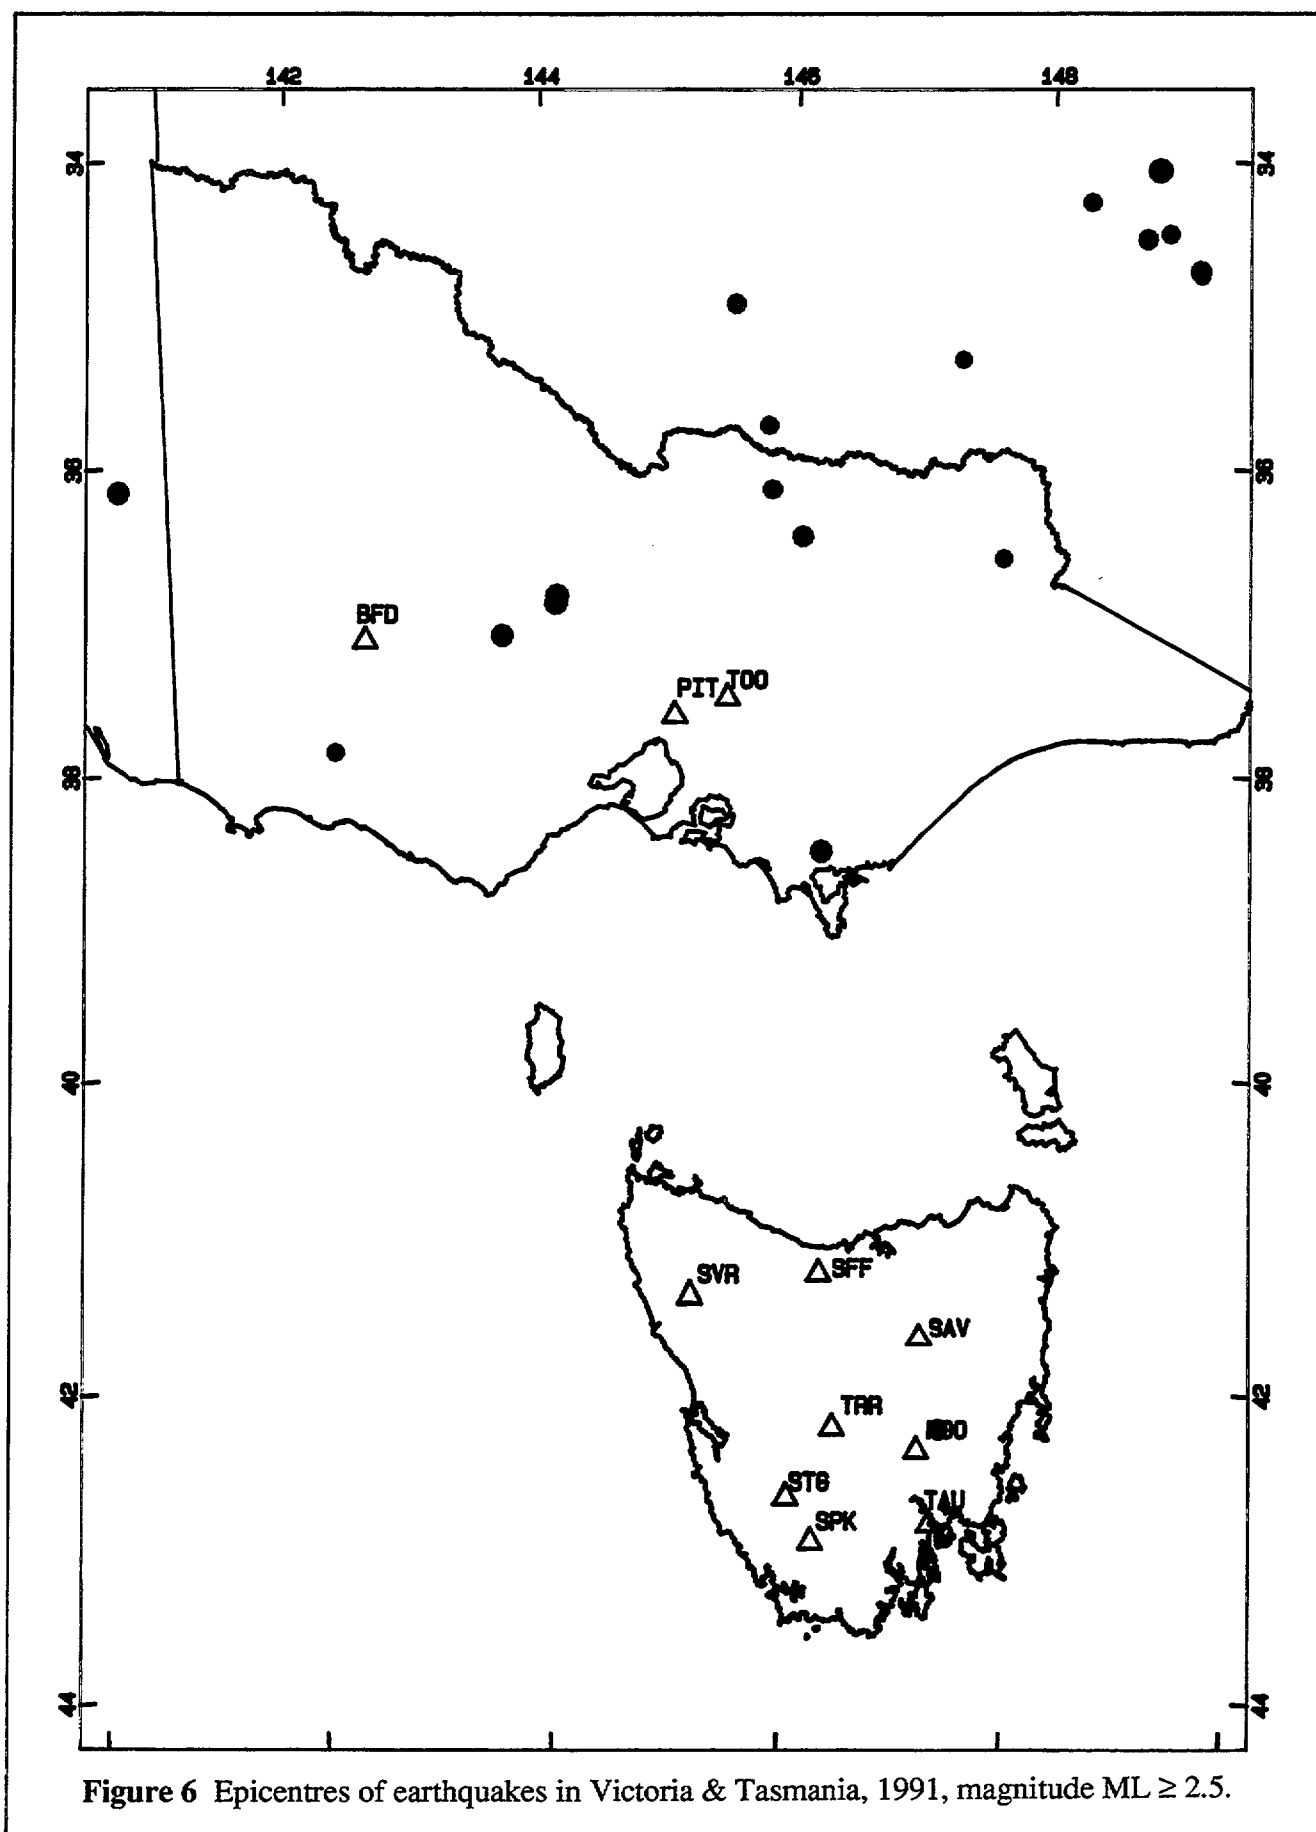 142 144 146 148
34 34
36 36
BFD
PIT TOO
38 38
40 40
SVR SFF
SAV
42 42
TRR
STG
TAU
SPK
44 44
Figure 6 Epicentres of earthquakes in Victoria & Tasmania, 1991, magnitude ML ≥ 2.5.